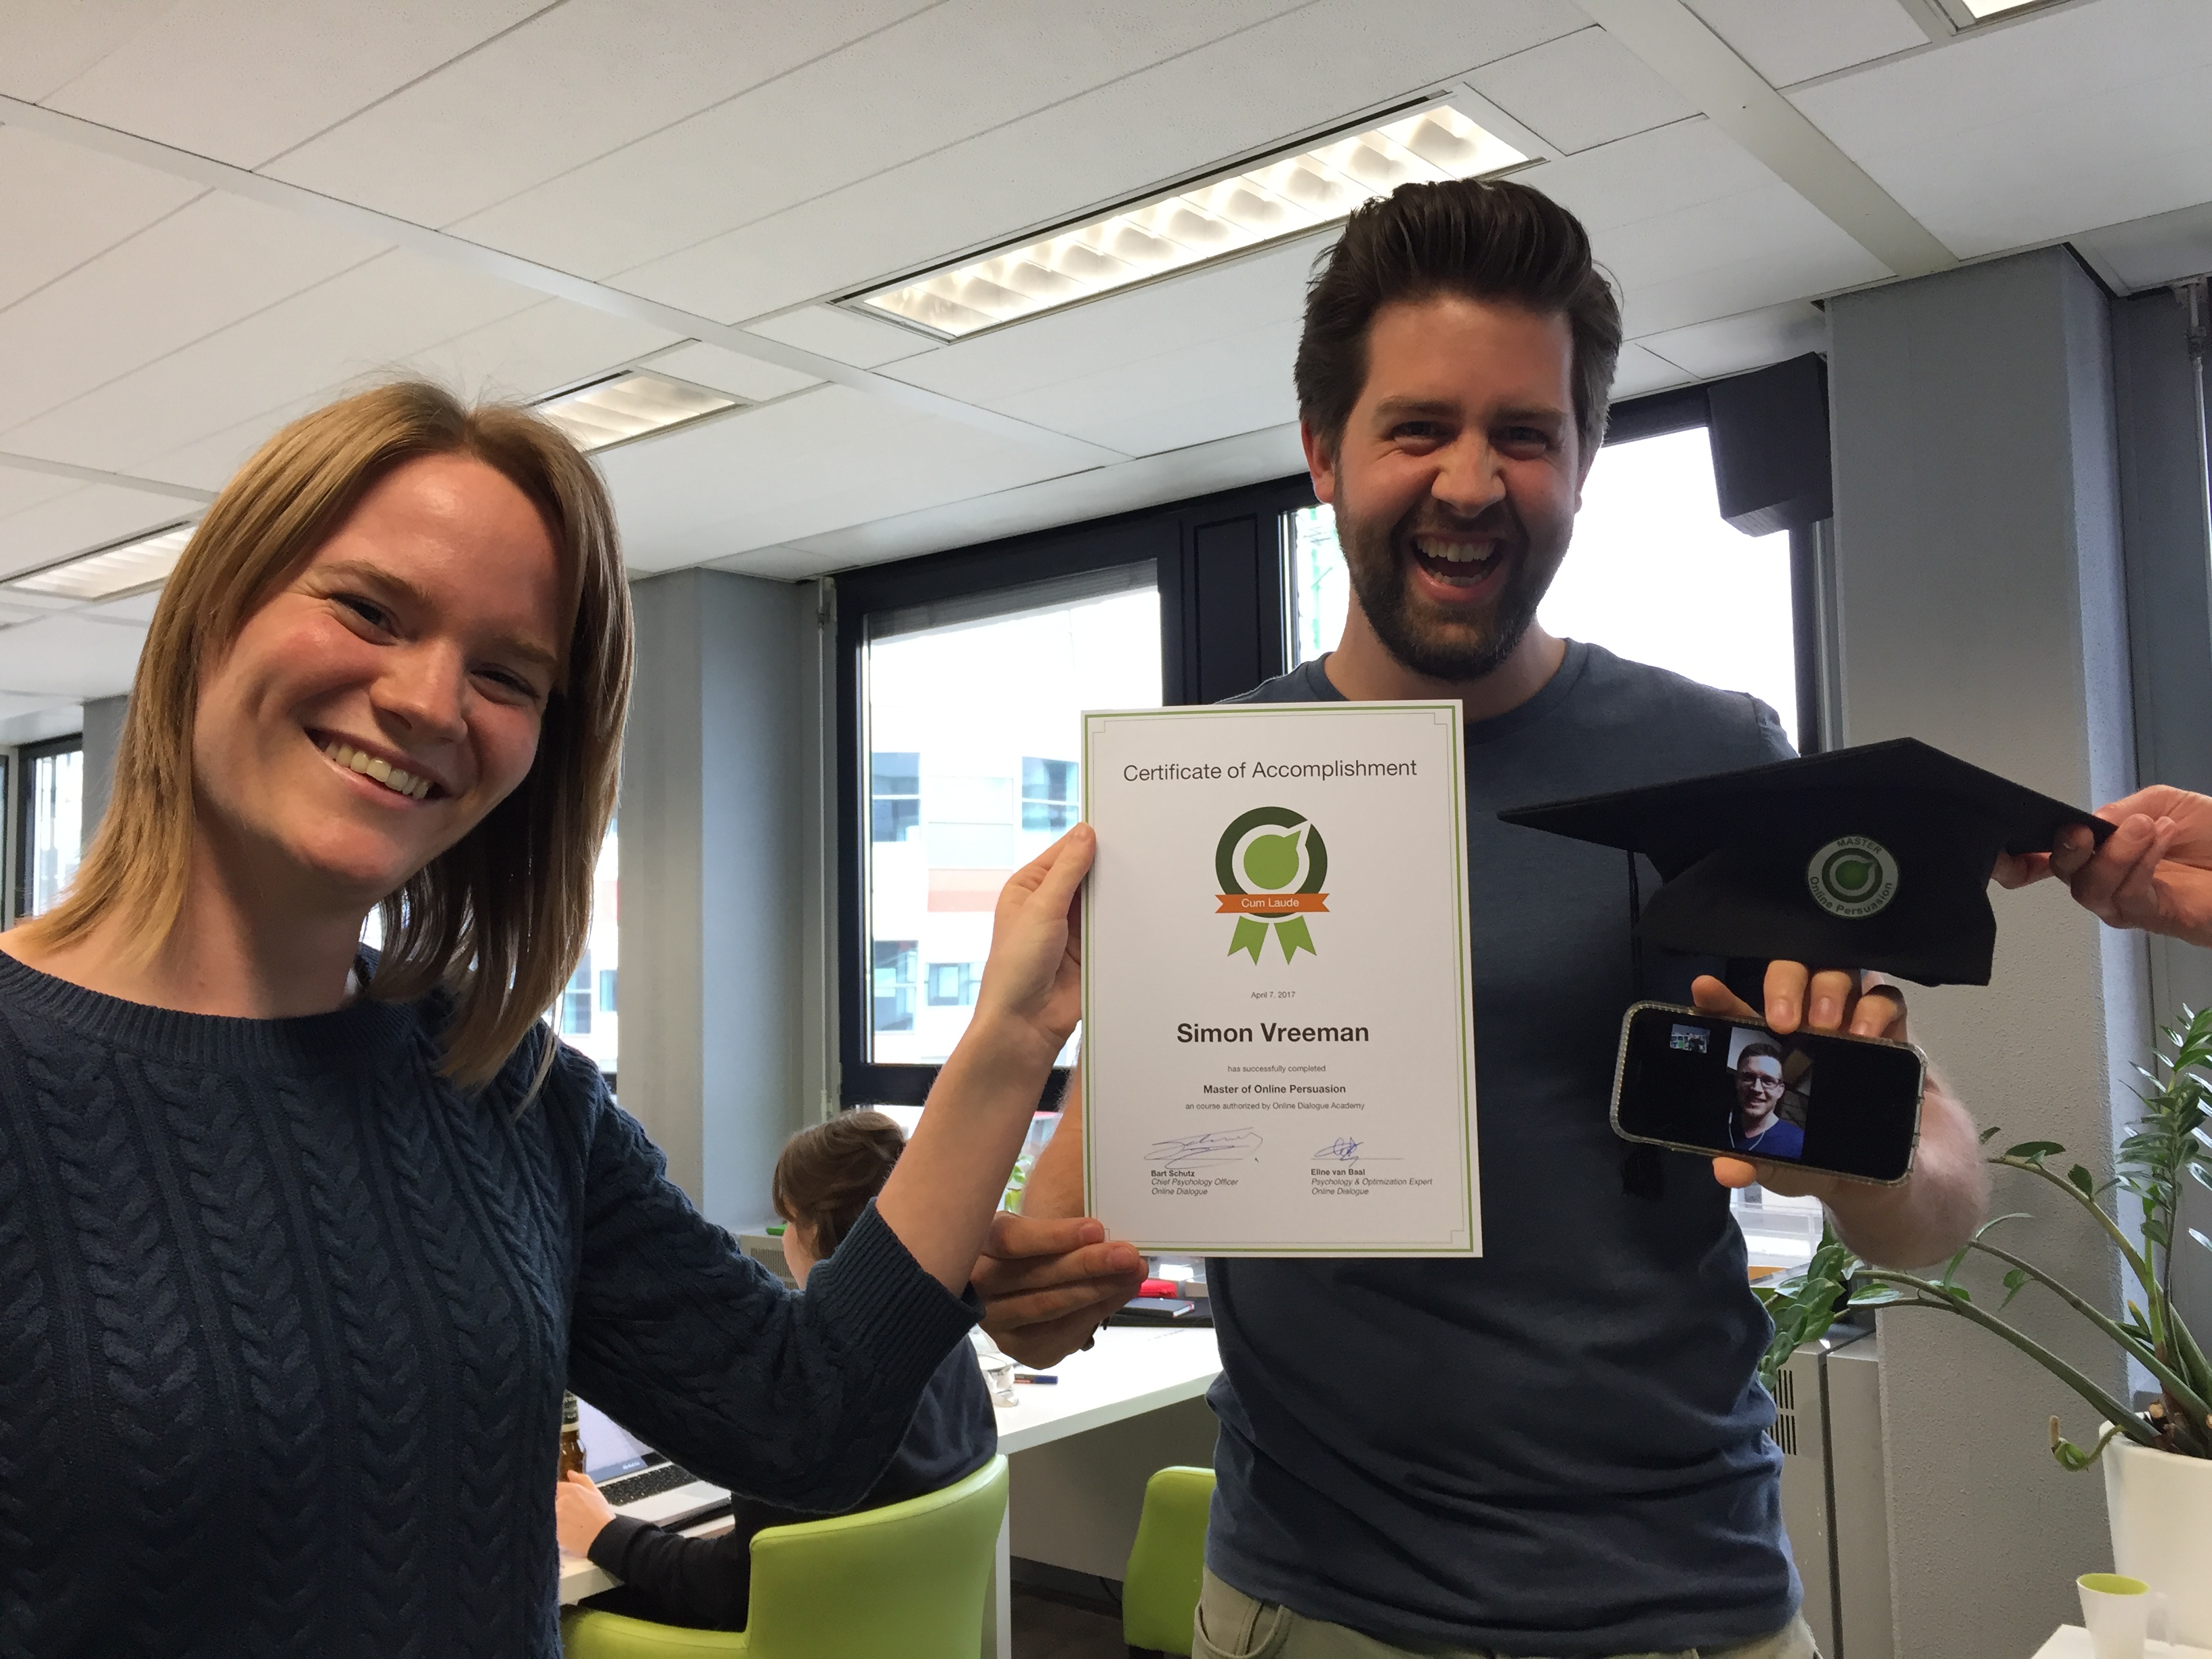 Certificate of Accomplishment
Cum Laude
April 7, 2017
Simon Vreeman
has successfully completed
Master of Online Persuasion
an course authorized by Online Dialogue Academy
Bart Schutz
Chief Psychology Officer
Online Dialogue
Eline van Baal
Psychology & Optimization Expert
Online Dialogue
MASTER
Online Persuasion